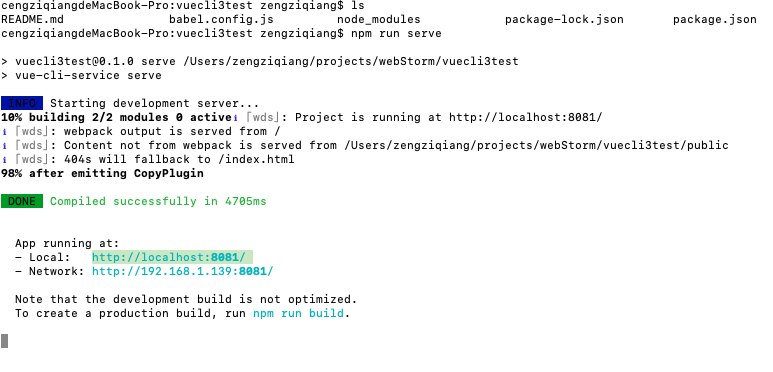 cengziqiangdeMacBook-Pro:vuecli3test zengziqiang$ ls
README.md babel.config.js node_modules package-lock.json package.json
cengziqiangdeMacBook-Pro:vuecli3test zengziqiang$ npm run serve
> vuecli3test@0.1.0 serve /Users/zengziqiang/projects/webStorm/vuecli3test
> vue-cli-service serve
INFO Starting development server...
10% building 2/2 modules 0 activeℹ ｢wds｣: Project is running at http://localhost:8081/
ℹ ｢wds｣: webpack output is served from /
ℹ ｢wds｣: Content not from webpack is served from /Users/zengziqiang/projects/webStorm/vuecli3test/public
ℹ ｢wds｣: 404s will fallback to /index.html
98% after emitting CopyPlugin
DONE Compiled successfully in 4705ms
App running at:
- Local: http://localhost:8081/
- Network: http://192.168.1.139:8081/
Note that the development build is not optimized.
To create a production build, run npm run build.